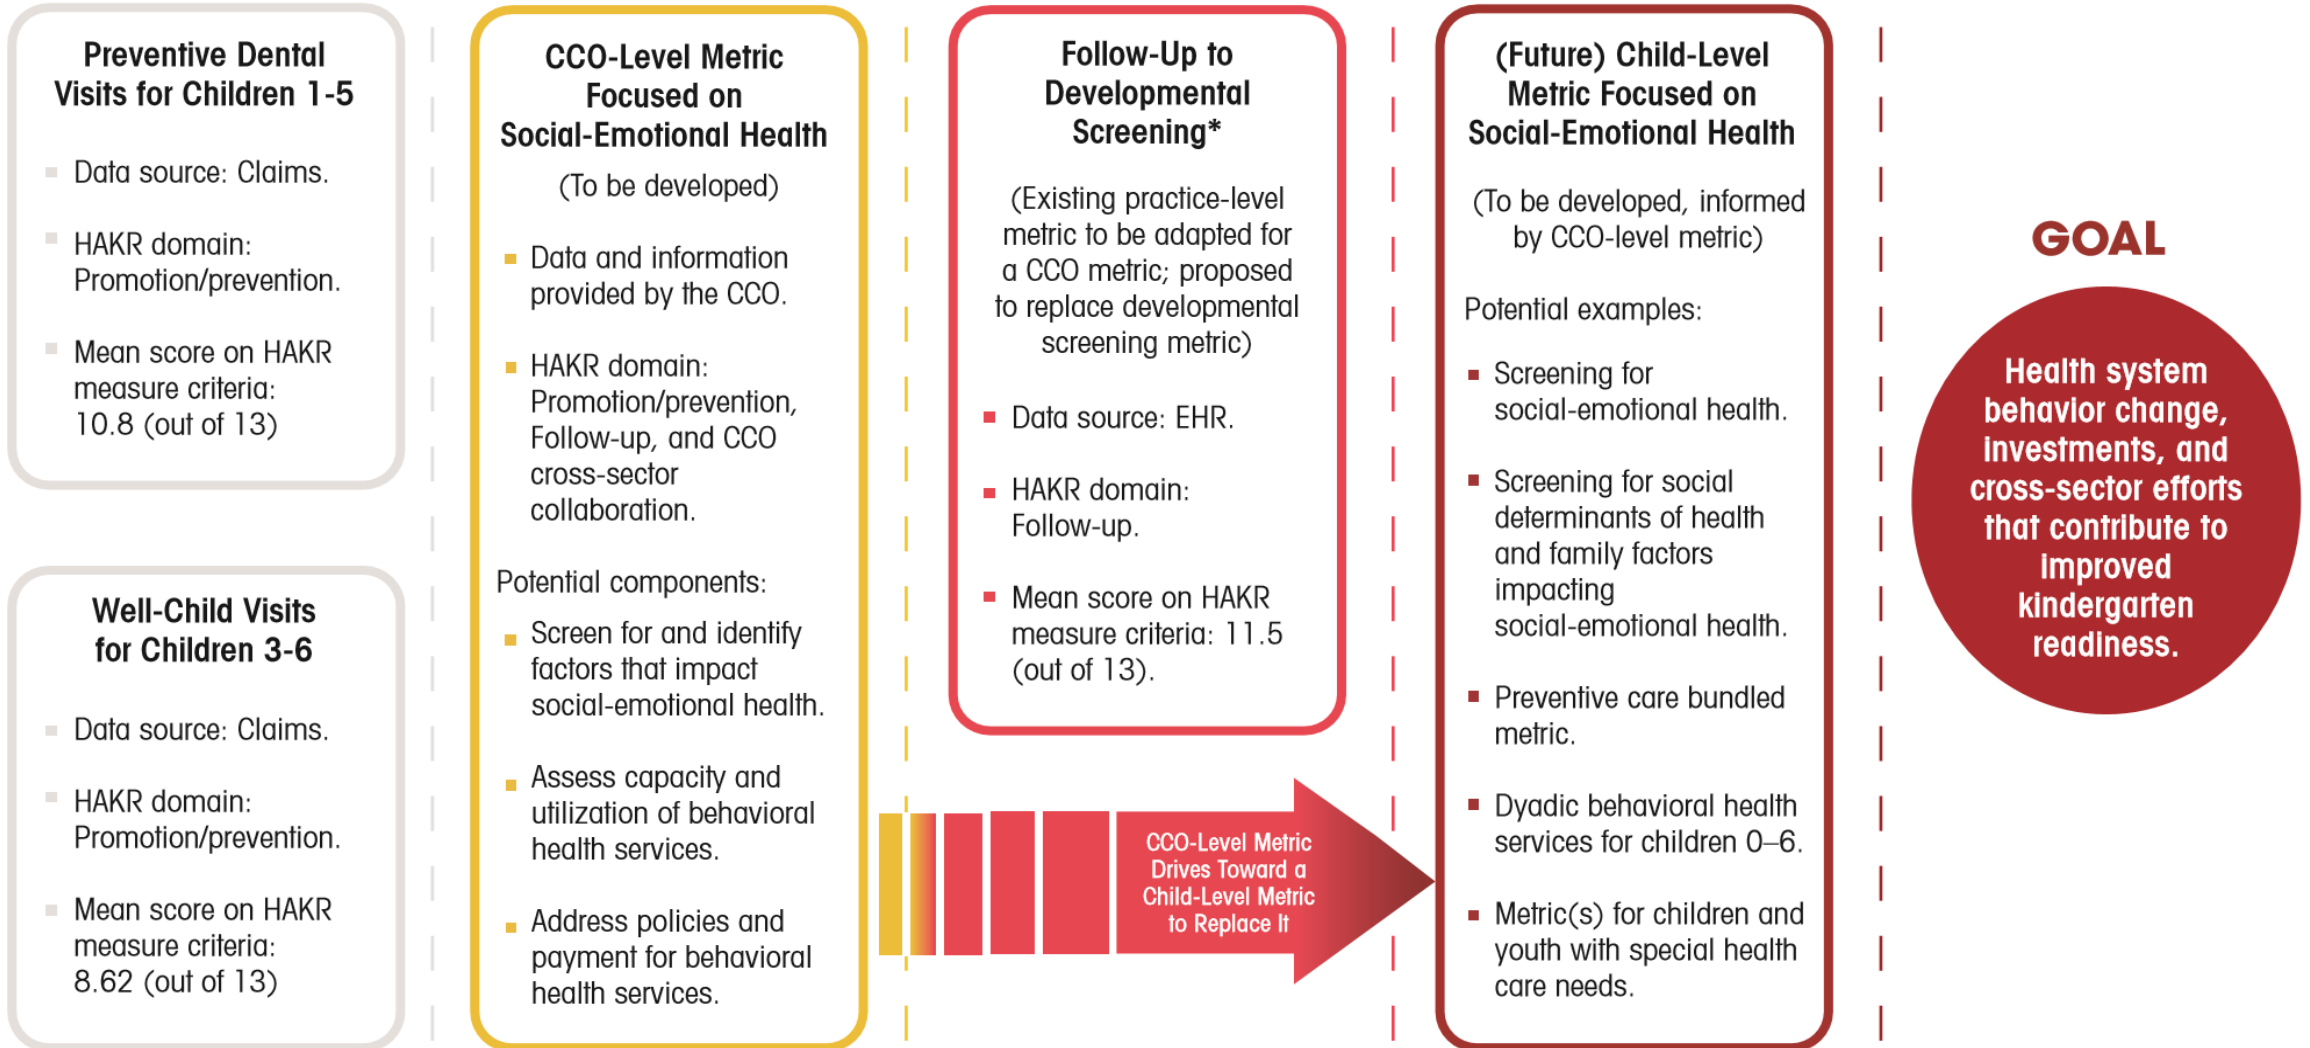 Preventive Dental
Visits for Children 1-5
Data source: Claims.
HAKR domain:
Promotion/prevention.
Mean score on HAKR
measure criteria:
10.8 (out of 13)
Well-Child Visits
for Children 3-6
Data source: Claims.
HAKR domain:
Promotion/prevention.
Mean score on HAKR
measure criteria:
8.62 (out of 13)
CCO-Level Metric
Focused on
Social-Emotional Health
(To be developed)
Data and information
provided by the CCO.
HAKR domain:
Promotion/prevention,
Follow-up, and CCO
cross-sector
collaboration.
Potential components:
Screen for and identify
factors that impact
social-emotional health.
Assess capacity and
utilization of behavioral
health services.
Address policies and
payment for behavioral
health services.
Follow-Up to
Developmental
Screening*
(Existing practice-level
metric to be adapted for
a CCO metric; proposed
to replace developmental
screening metric)
Data source: EHR.
HAKR domain:
Follow-up.
Mean score on HAKR
measure criteria: 11.5
(out of 13).
CCO-Level Metric
Drives Toward a
Child-Level Metric
to Replace It
(Future) Child-Level
Metric Focused on
Social-Emotional Health
(To be developed, informed
by CCO-level metric)
Potential examples:
Screening for
social-emotional health.
Screening for social
determinants of health
and family factors
impacting
social-emotional health.
Preventive care bundled
metric.
Dyadic behavioral health
services for children 0–6.
Metric(s) for children and
youth with special health
care needs.
GOAL
Health system
behavior change,
investments, and
cross-sector efforts
that contribute to
improved
kindergarten
readiness.